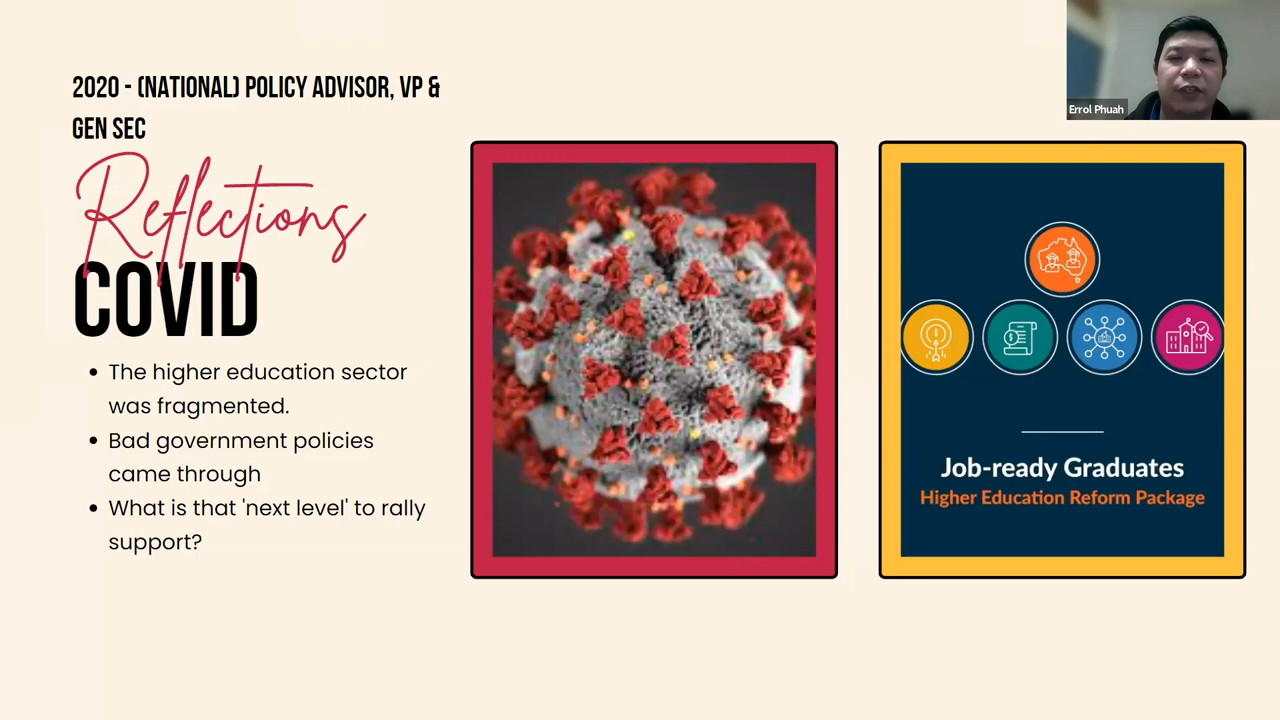 2020 - (NATIONAL) POLICY ADVISOR, VP &
GEN SEC
Reflections
COVID
• The higher education sector
was fragmented.
• Bad government policies
came through
• What is that 'next level' to rally
support?
Job-ready Graduates
Higher Education Reform Package
Errol Phuah